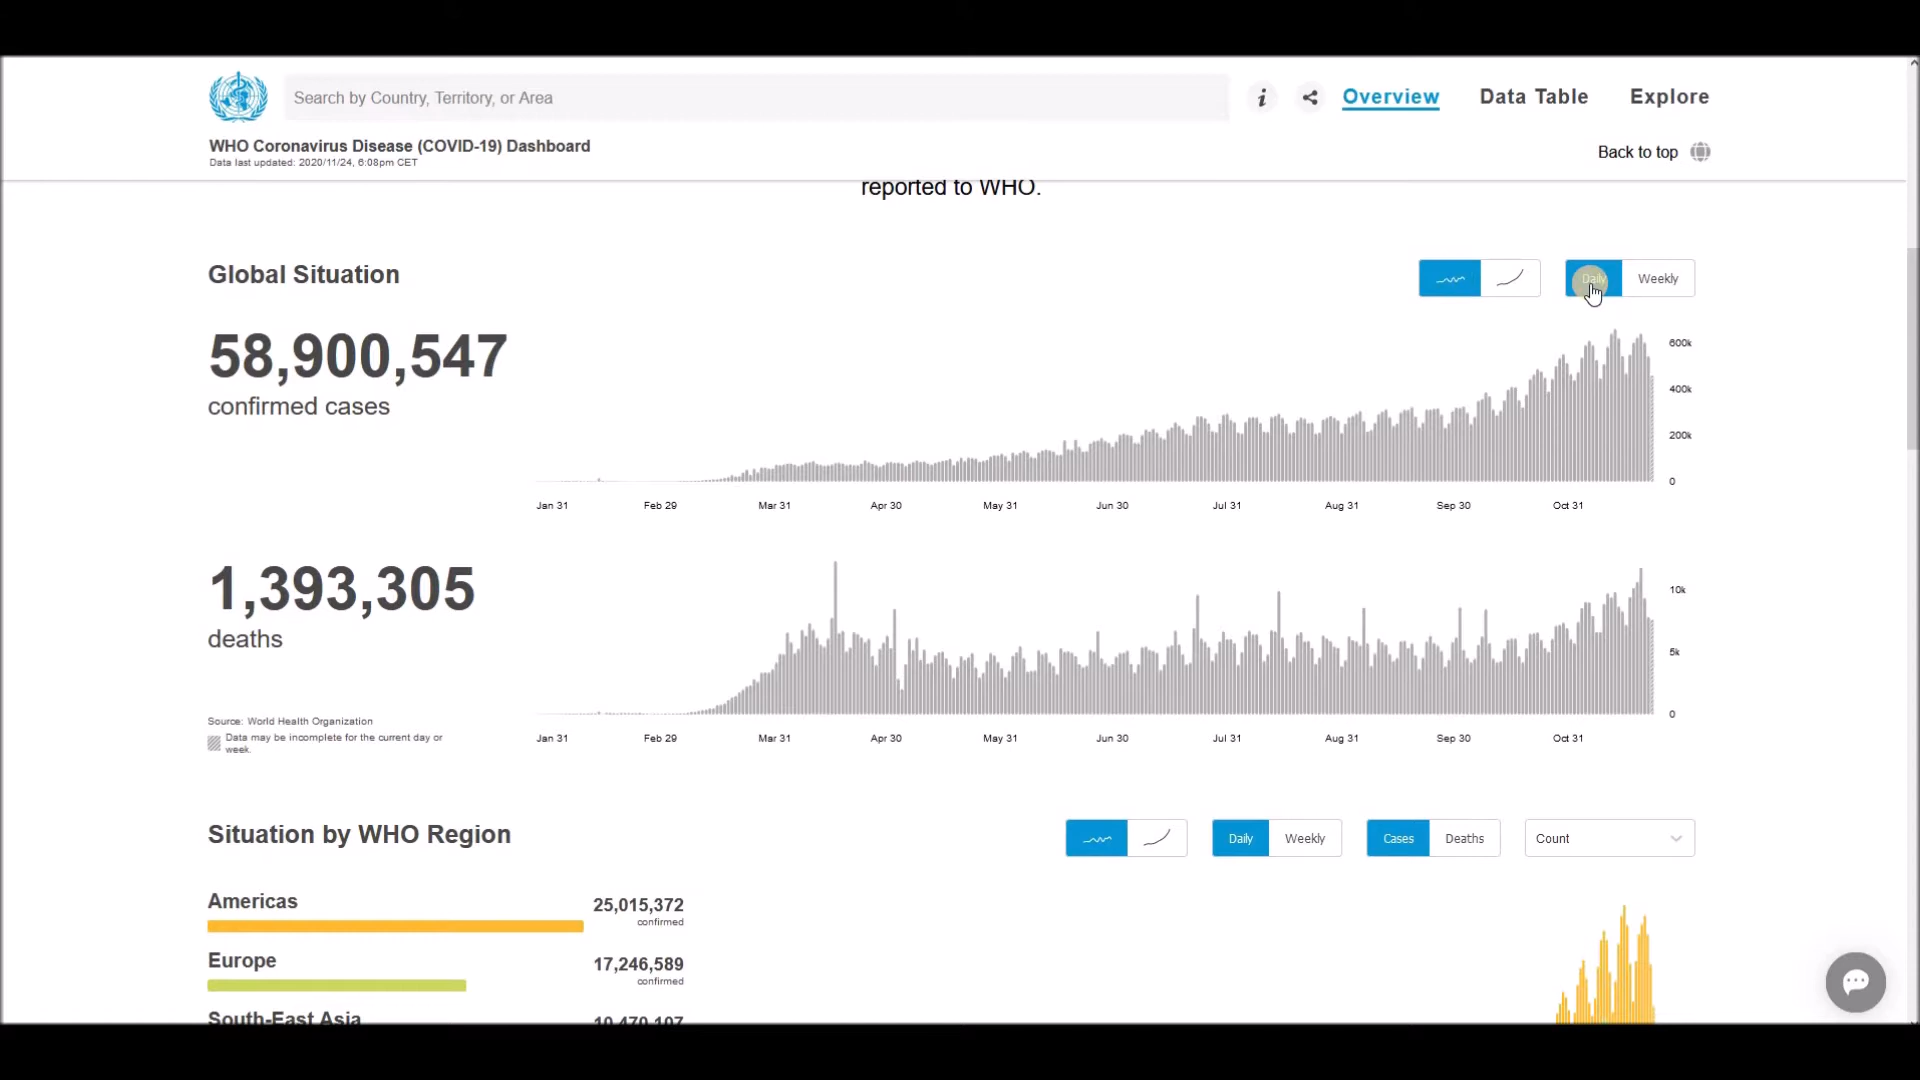 Search by Country, Territory, or Area
i
Overview
Data Table
Explore
WHO Coronavirus Disease (COVID-19) Dashboard
Data last updated: 2020/11/24, 6:08pm CET
Back to top
reported to WHO.
Global Situation
Daily
Weekly
58,900,547
confirmed cases
600k
400k
200k
0
Jan 31 Feb 29 Mar 31 Apr 30 May 31 Jun 30 Jul 31 Aug 31 Sep 30 Oct 31
1,393,305
deaths
10k
5k
0
Source: World Health Organization
Data may be incomplete for the current day or
week.
Jan 31 Feb 29 Mar 31 Apr 30 May 31 Jun 30 Jul 31 Aug 31 Sep 30 Oct 31
Situation by WHO Region
Daily
Weekly
Cases
Deaths
Count
Americas
25,015,372
confirmed
Europe
17,246,589
confirmed
South-East Asia
10,470,107